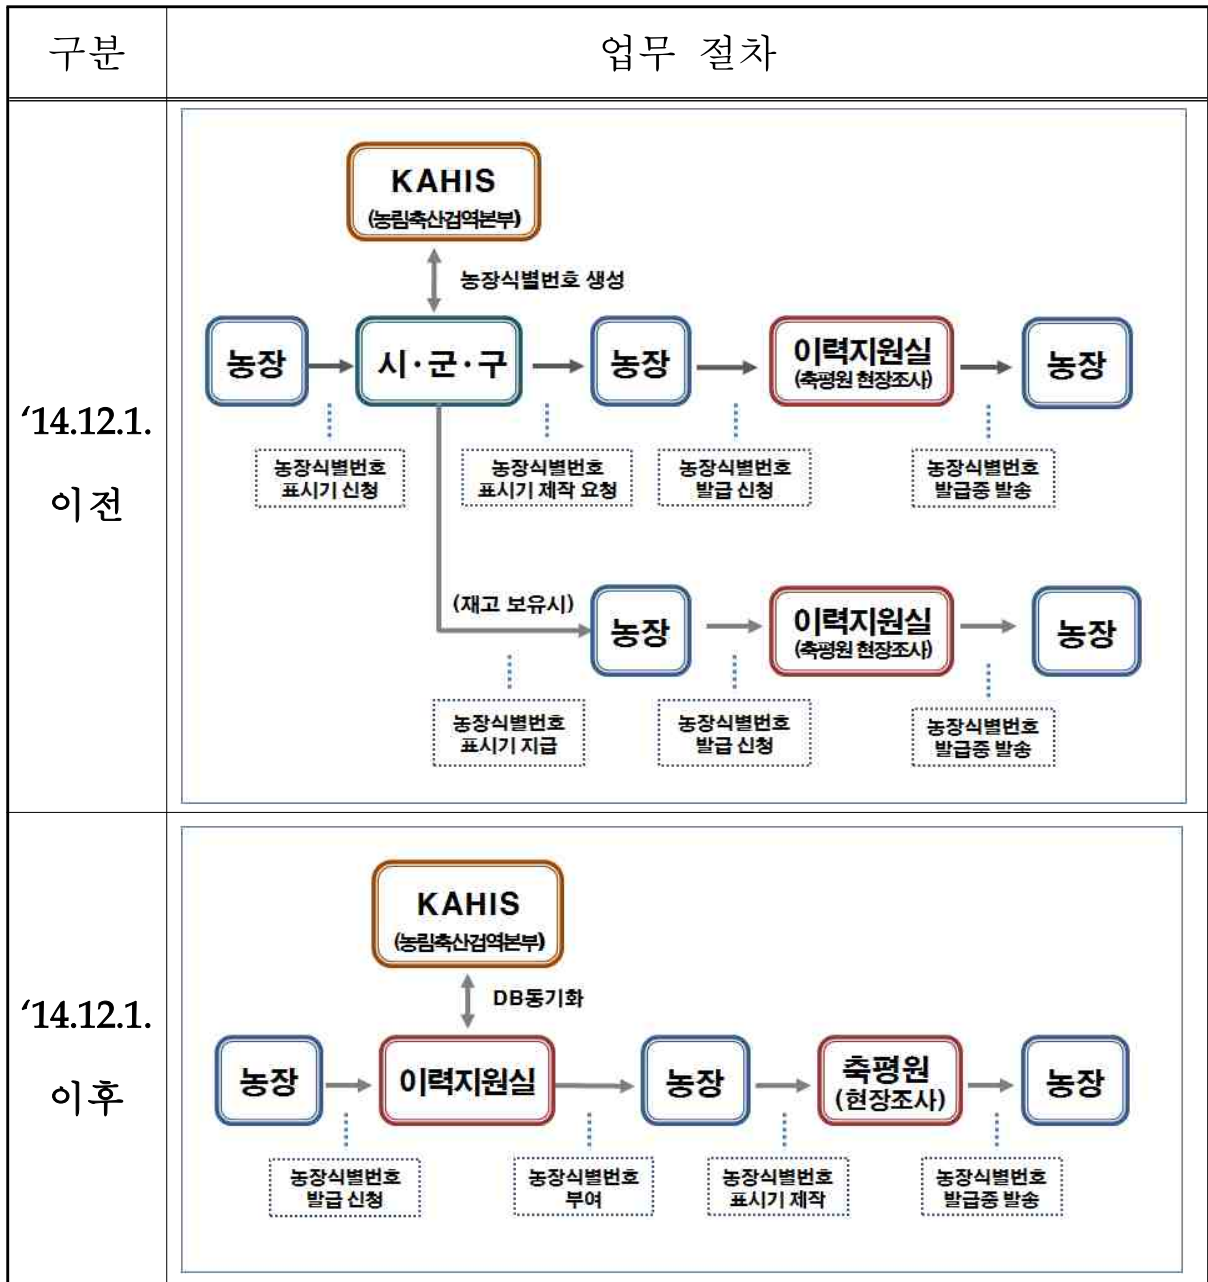 구분
업무 절차
‘14.12.1.
이전
KAHIS
(농림축산검역본부)
농장식별번호 생성
농장
시·군·구
농장
이력지원실
(축평원 현장조사)
농장
농장식별번호
표시기 신청
농장식별번호
표시기 제작 요청
농장식별번호
발급 신청
농장식별번호
발급증 발송
(재고 보유시)
농장
이력지원실
(축평원 현장조사)
농장
농장식별번호
표시기 지급
농장식별번호
발급 신청
농장식별번호
발급증 발송
‘14.12.1.
이후
KAHIS
(농림축산검역본부)
DB동기화
농장
이력지원실
농장
축평원
(현장조사)
농장
농장식별번호
발급 신청
농장식별번호
부여
농장식별번호
표시기 제작
농장식별번호
발급증 발송